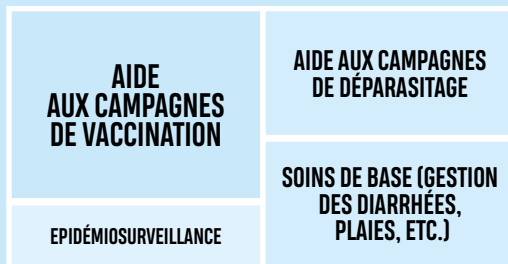 AIDE
AUX CAMPAGNES
DE VACCINATION
EPIDÉMIOSURVEILLANCE
AIDE AUX CAMPAGNES
DE DÉPARASITAGE
SOINS DE BASE (GESTION
DES DIARRHÉES,
PLAIES, ETC.)